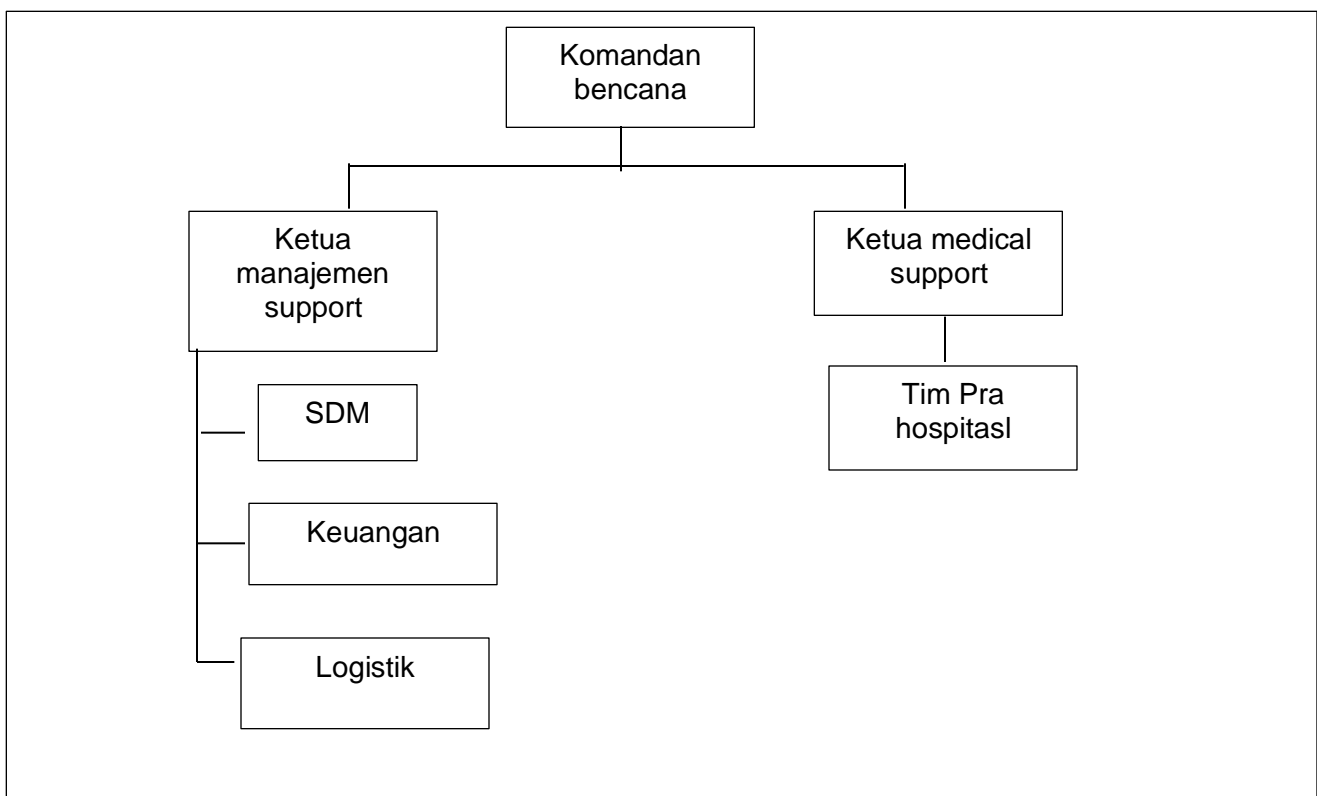 Komandan
bencana
Ketua
manajemen
support
Ketua medical
support
SDM
Tim Pra
hospitasl
Keuangan
Logistik